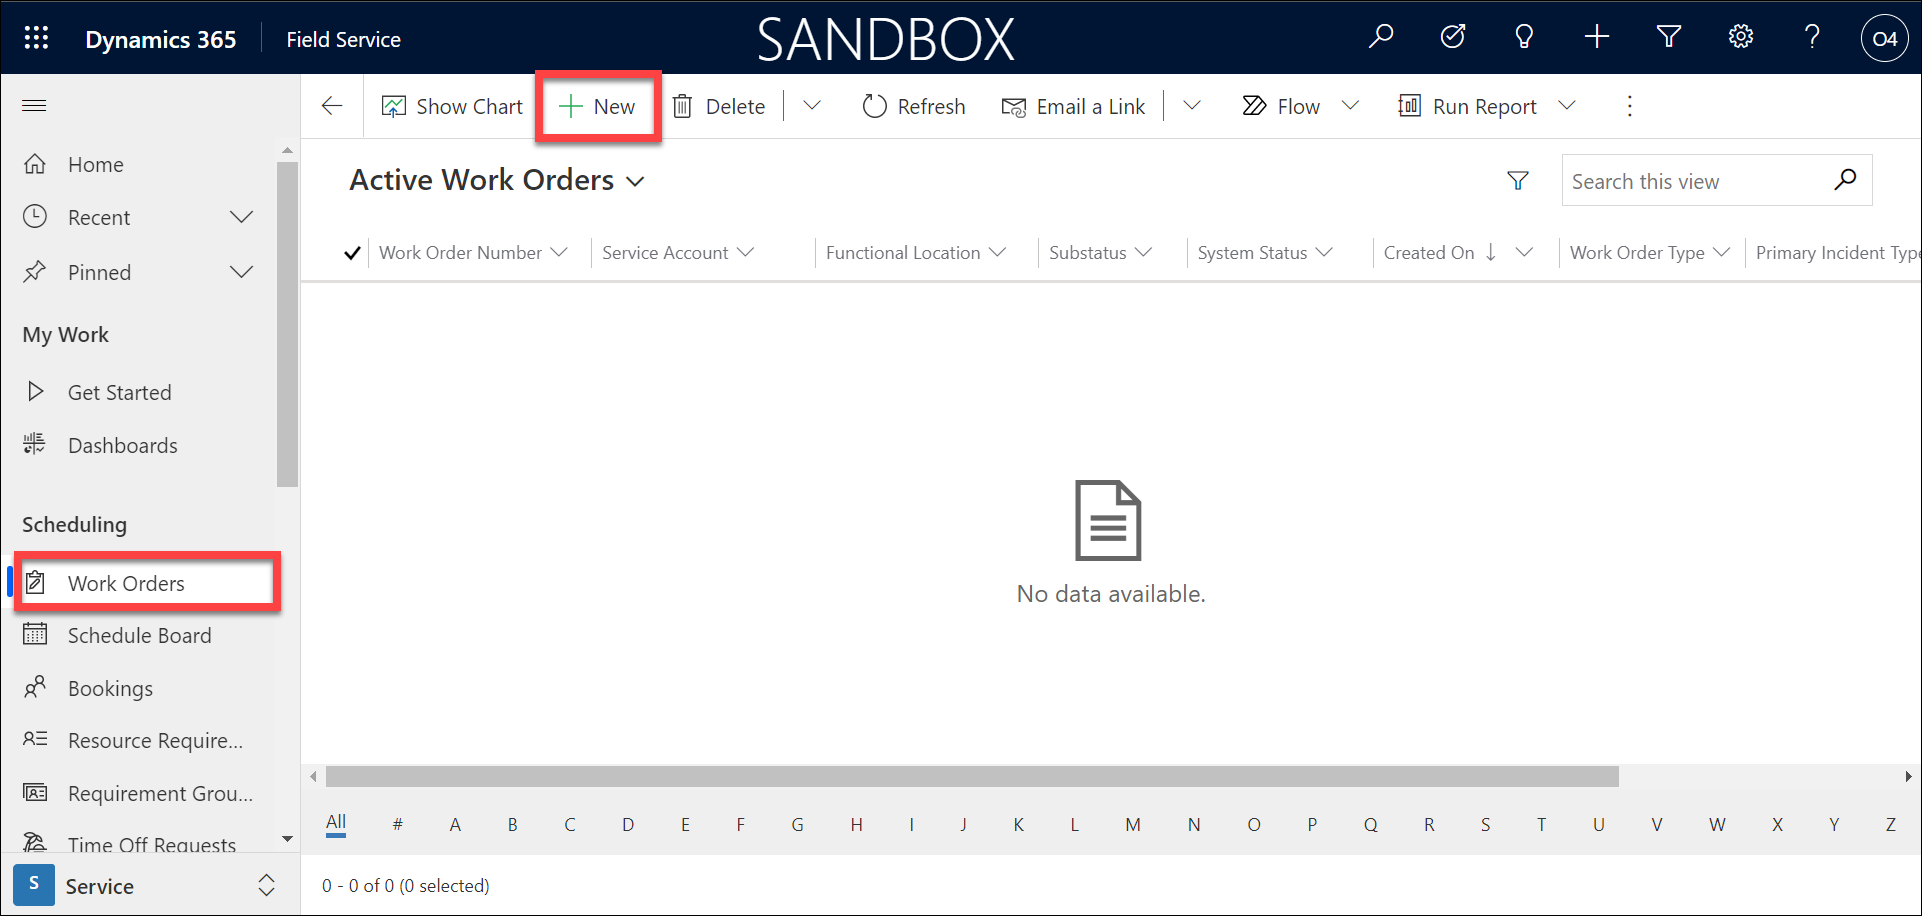 Dynamics 365
Field Service
SANDBOX
O4
Show Chart
New
Delete
Refresh
Email a Link
Flow
Run Report
Home
Recent
Pinned
My Work
Get Started
Dashboards
Scheduling
Work Orders
Schedule Board
Bookings
Resource Require...
Requirement Grou...
Time Off Requests
S
Service
Active Work Orders
Search this view
Work Order Number
Service Account
Functional Location
Substatus
System Status
Created On
Work Order Type
Primary Incident Type
No data available.
All # A B C D E F G H I J K L M N O P Q R S T U V W X Y Z
0 - 0 of 0 (0 selected)